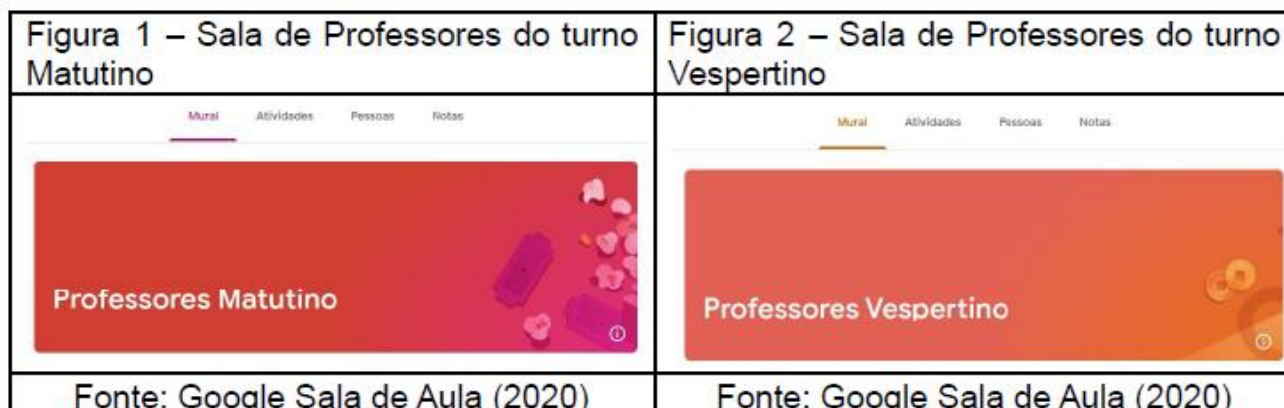 Figura 1 – Sala de Professores do turno
Matutino
Mural Atividades Pessoas Notas
Professores Matutino
Fonte: Google Sala de Aula (2020)
Figura 2 – Sala de Professores do turno
Vespertino
Mural Atividades Pessoas Notas
Professores Vespertino
Fonte: Google Sala de Aula (2020)